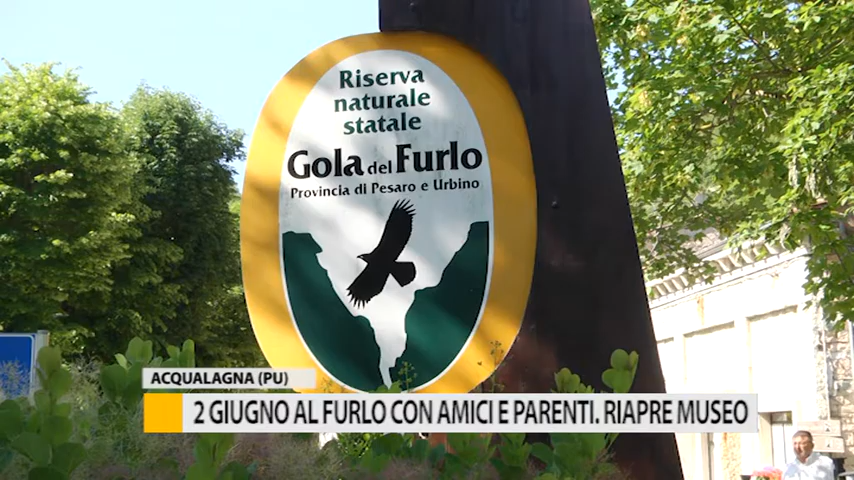 Riserva
naturale
statale
Gola del Furlo
Provincia di Pesaro e Urbino
ACQUALAGNA (PU)
2 GIUGNO AL FURLO CON AMICI E PARENTI. RIAPRE MUSEO